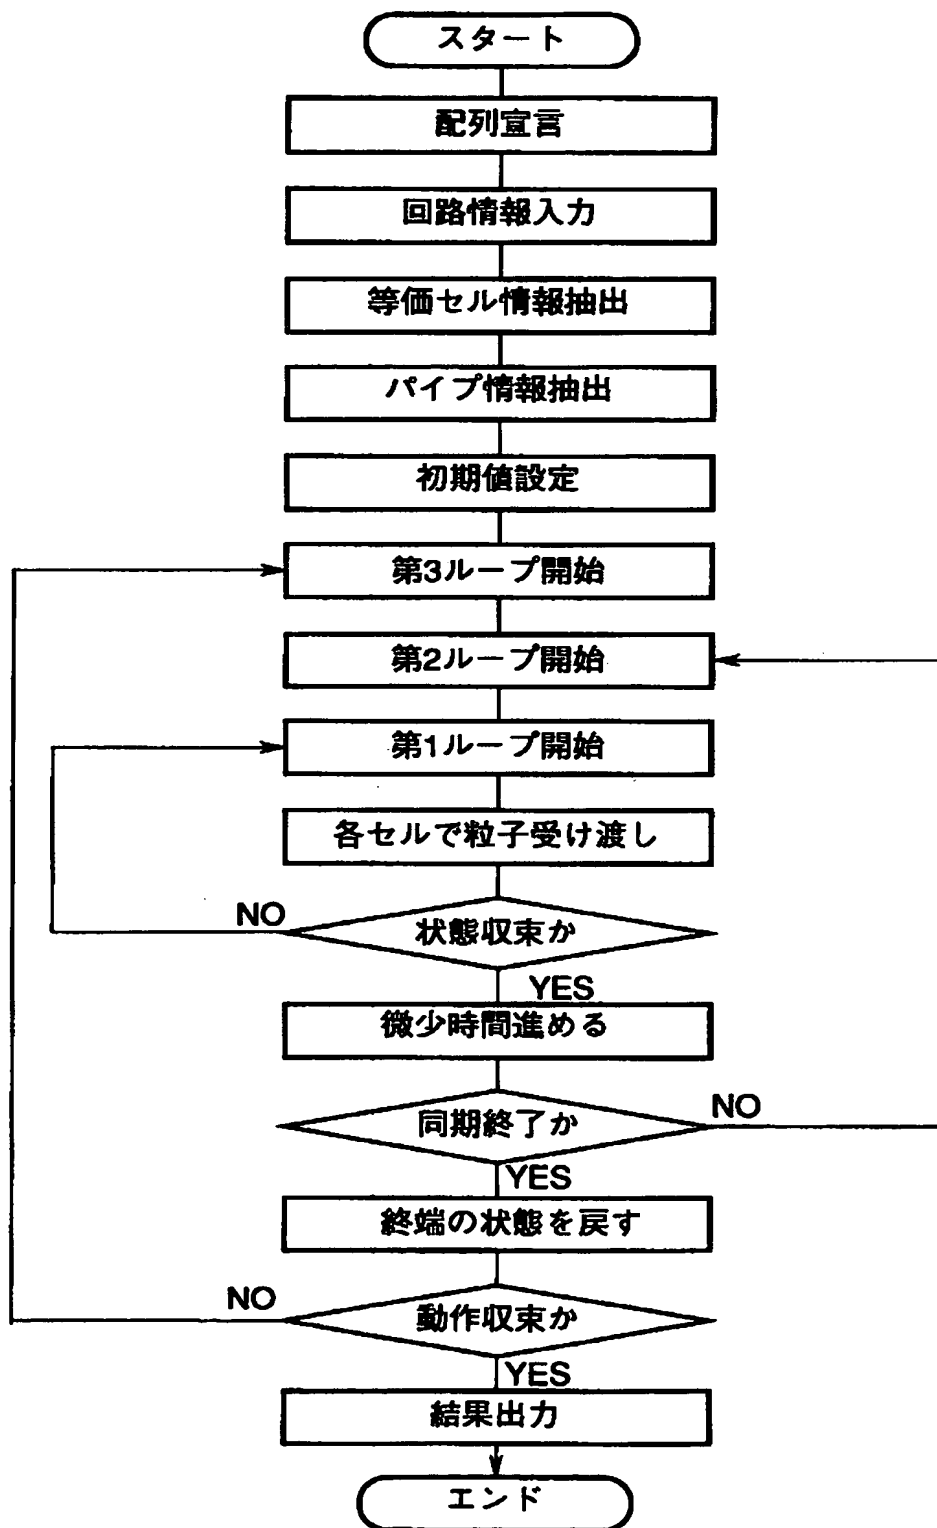 スタート
配列宣言
回路情報入力
等価セル情報抽出
パイプ情報抽出
初期値設定
第3ループ開始
第2ループ開始
第1ループ開始
各セルで粒子受け渡し
NO
状態収束か
YES
微少時間進める
同期終了か
NO
YES
終端の状態を戻す
NO
動作収束か
YES
結果出力
エンド